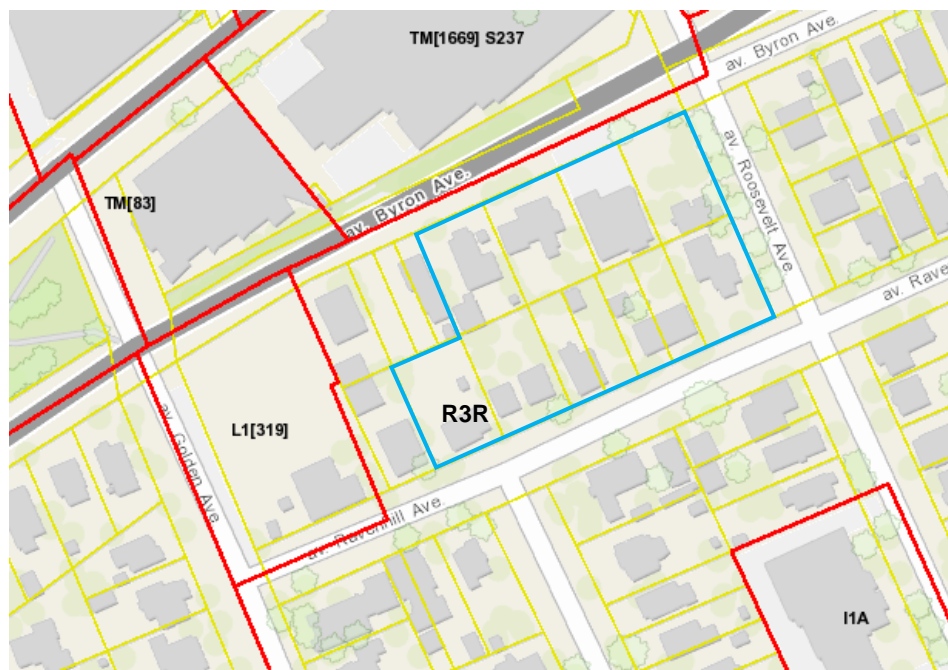 TM[1669] S237
av. Byron Ave.
av. Roosevelt Ave.
TM[83]
av. Byron Ave.
av. Rave
R3R
L1[319]
av. Golden Ave
av. Ravenhill Ave.
I1A